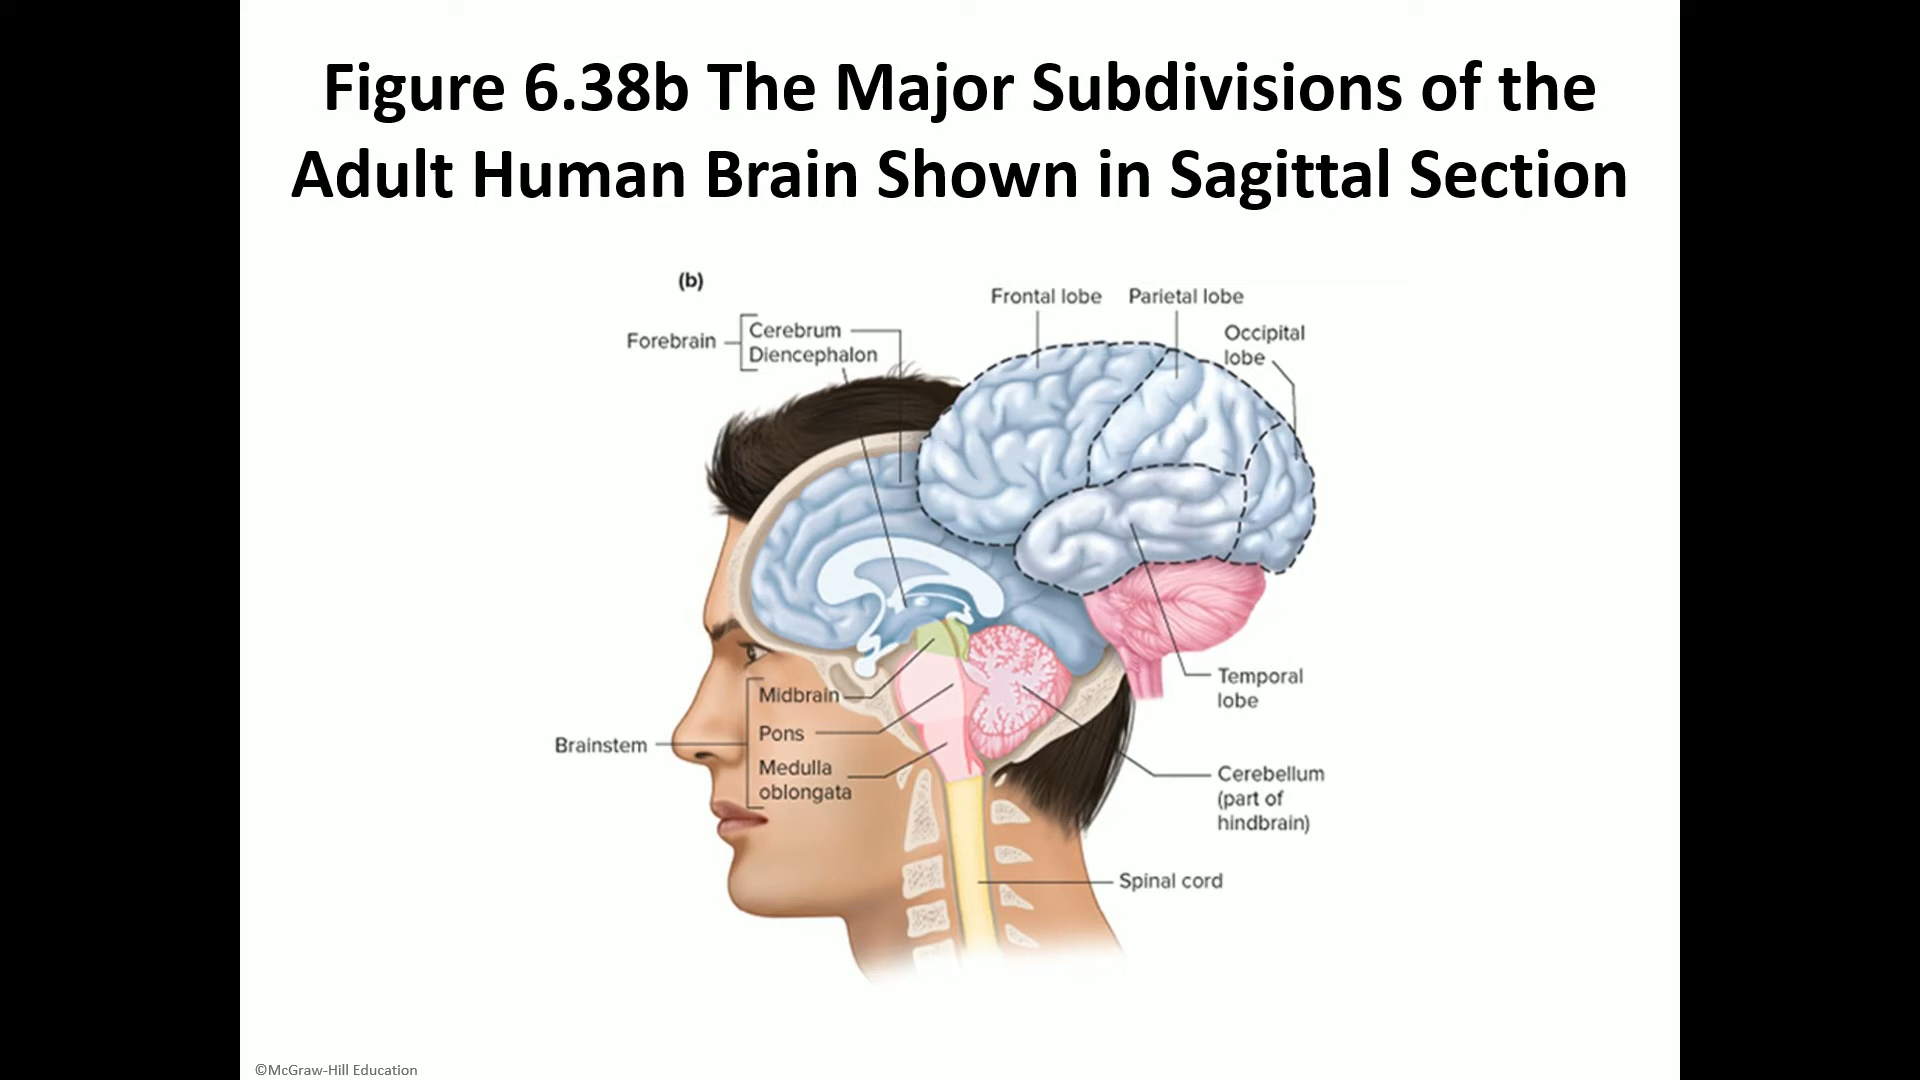 Figure 6.38b The Major Subdivisions of the
Adult Human Brain Shown in Sagittal Section
(b)
Frontal lobe
Parietal lobe
Occipital
lobe
Forebrain
Cerebrum
Diencephalon
Midbrain
Pons
Medulla
oblongata
Brainstem
Temporal
lobe
Cerebellum
(part of
hindbrain)
Spinal cord
©McGraw-Hill Education